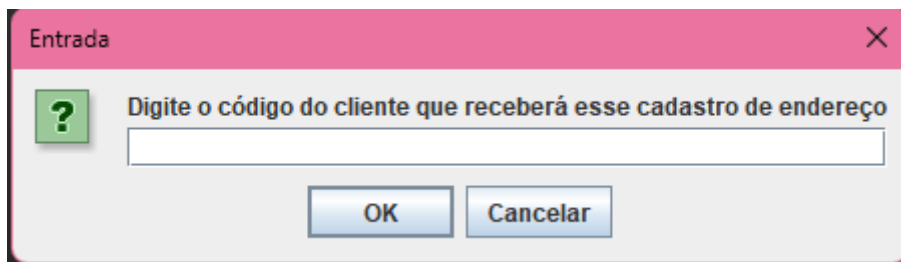 Entrada
?
Digite o código do cliente que receberá esse cadastro de endereço
OK
Cancelar